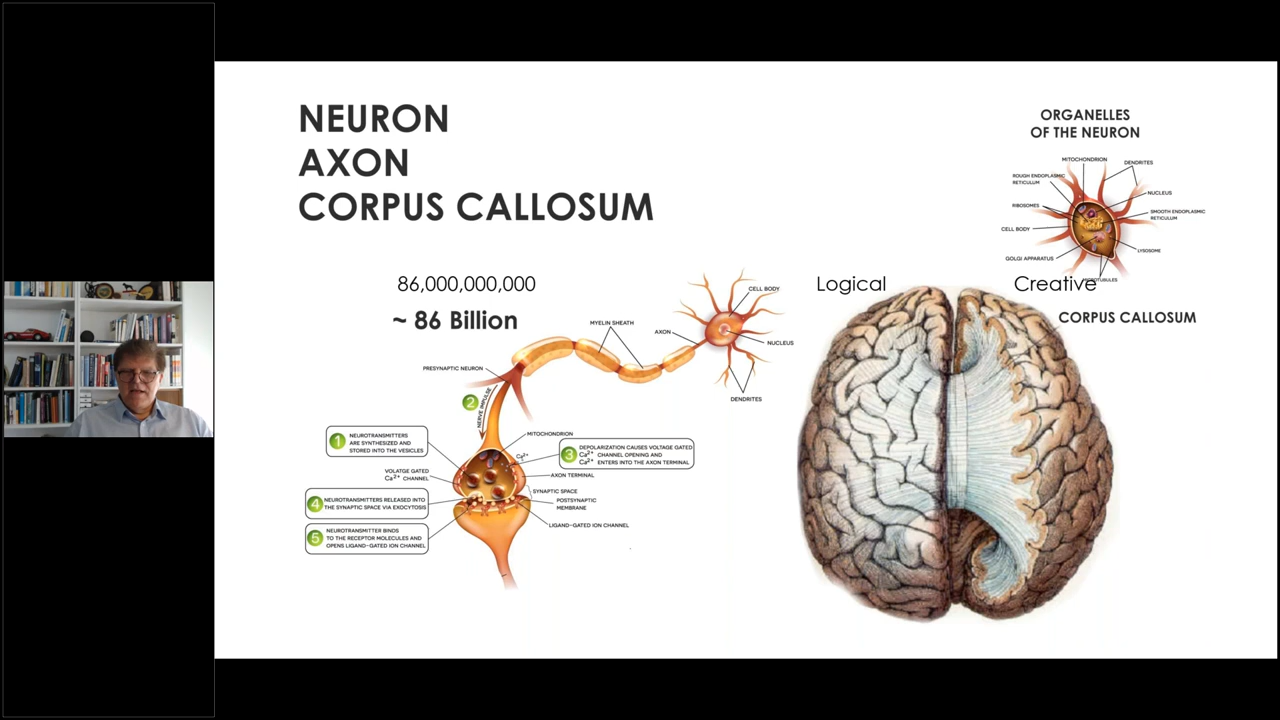 NEURON
AXON
CORPUS CALLOSUM
86,000,000,000
~ 86 Billion
ORGANELLES
OF THE NEURON
MITOCHONDRION
DENDRITES
ROUGH ENDOPLASMIC
RETICULUM
NUCLEUS
RIBOSOMES
SMOOTH ENDOPLASMIC
RETICULUM
CELL BODY
LYSOSOME
GOLGI APPARATUS
MICROTUBULES
Logical
Creative
CORPUS CALLOSUM
CELL BODY
MYELIN SHEATH
AXON
NUCLEUS
PRESYNAPTIC NEURON
DENDRITES
2
NERVE IMPULSE
1
NEUROTRANSMITTERS
ARE SYNTHESIZED AND
STORED INTO THE VESICLES
MITOCHONDRION
Ca²⁺
3
DEPOLARIZATION CAUSES VOLTAGE GATED
Ca²⁺ CHANNEL OPENING AND
Ca²⁺ ENTERS INTO THE AXON TERMINAL
VOLATGE GATED
Ca²⁺ CHANNEL
AXON TERMINAL
SYNAPTIC SPACE
POSTSYNAPTIC
MEMBRANE
4
NEUROTRANSMITTERS RELEASED INTO
THE SYNAPTIC SPACE VIA EXOCYTOSIS
LIGAND-GATED ION CHANNEL
5
NEUROTRANSMITTER BINDS
TO THE RECEPTOR MOLECULES AND
OPENS LIGAND-GATED ION CHANNEL